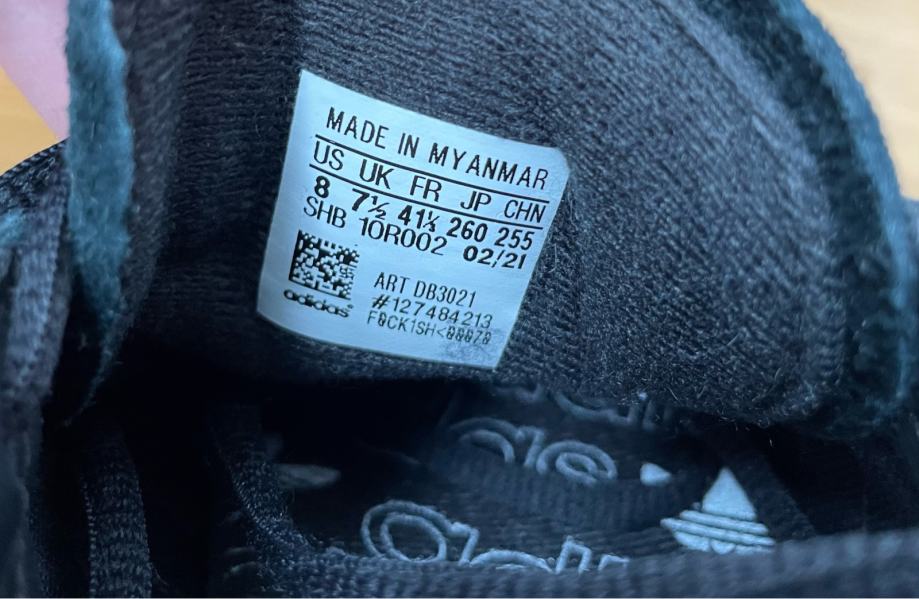 MADE IN MYANMAR
US UK FR JP CHN
8 7½ 41⅓ 260 255
SHB 10R002 02/21
ART DB3021
#127484213
adidas